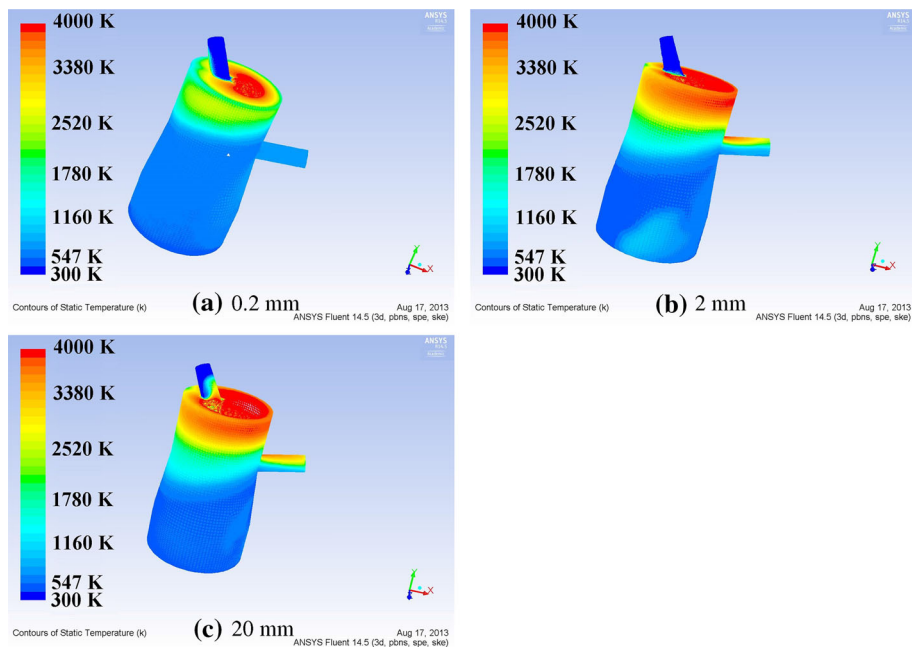 4000 K
3380 K
2520 K
1780 K
1160 K
547 K
300 K
ANSYS
Y
X
Contours of Static Temperature (k)
(a) 0.2 mm
Aug 17, 2013
ANSYS Fluent 14.5 (3d, pbns, spe, ske)
4000 K
3380 K
2520 K
1780 K
1160 K
547 K
300 K
ANSYS
Y
X
Contours of Static Temperature (k)
(b) 2 mm
Aug 17, 2013
ANSYS Fluent 14.5 (3d, pbns, spe, ske)
4000 K
3380 K
2520 K
1780 K
1160 K
547 K
300 K
ANSYS
Y
X
Contours of Static Temperature (k)
(c) 20 mm
Aug 17, 2013
ANSYS Fluent 14.5 (3d, pbns, spe, ske)